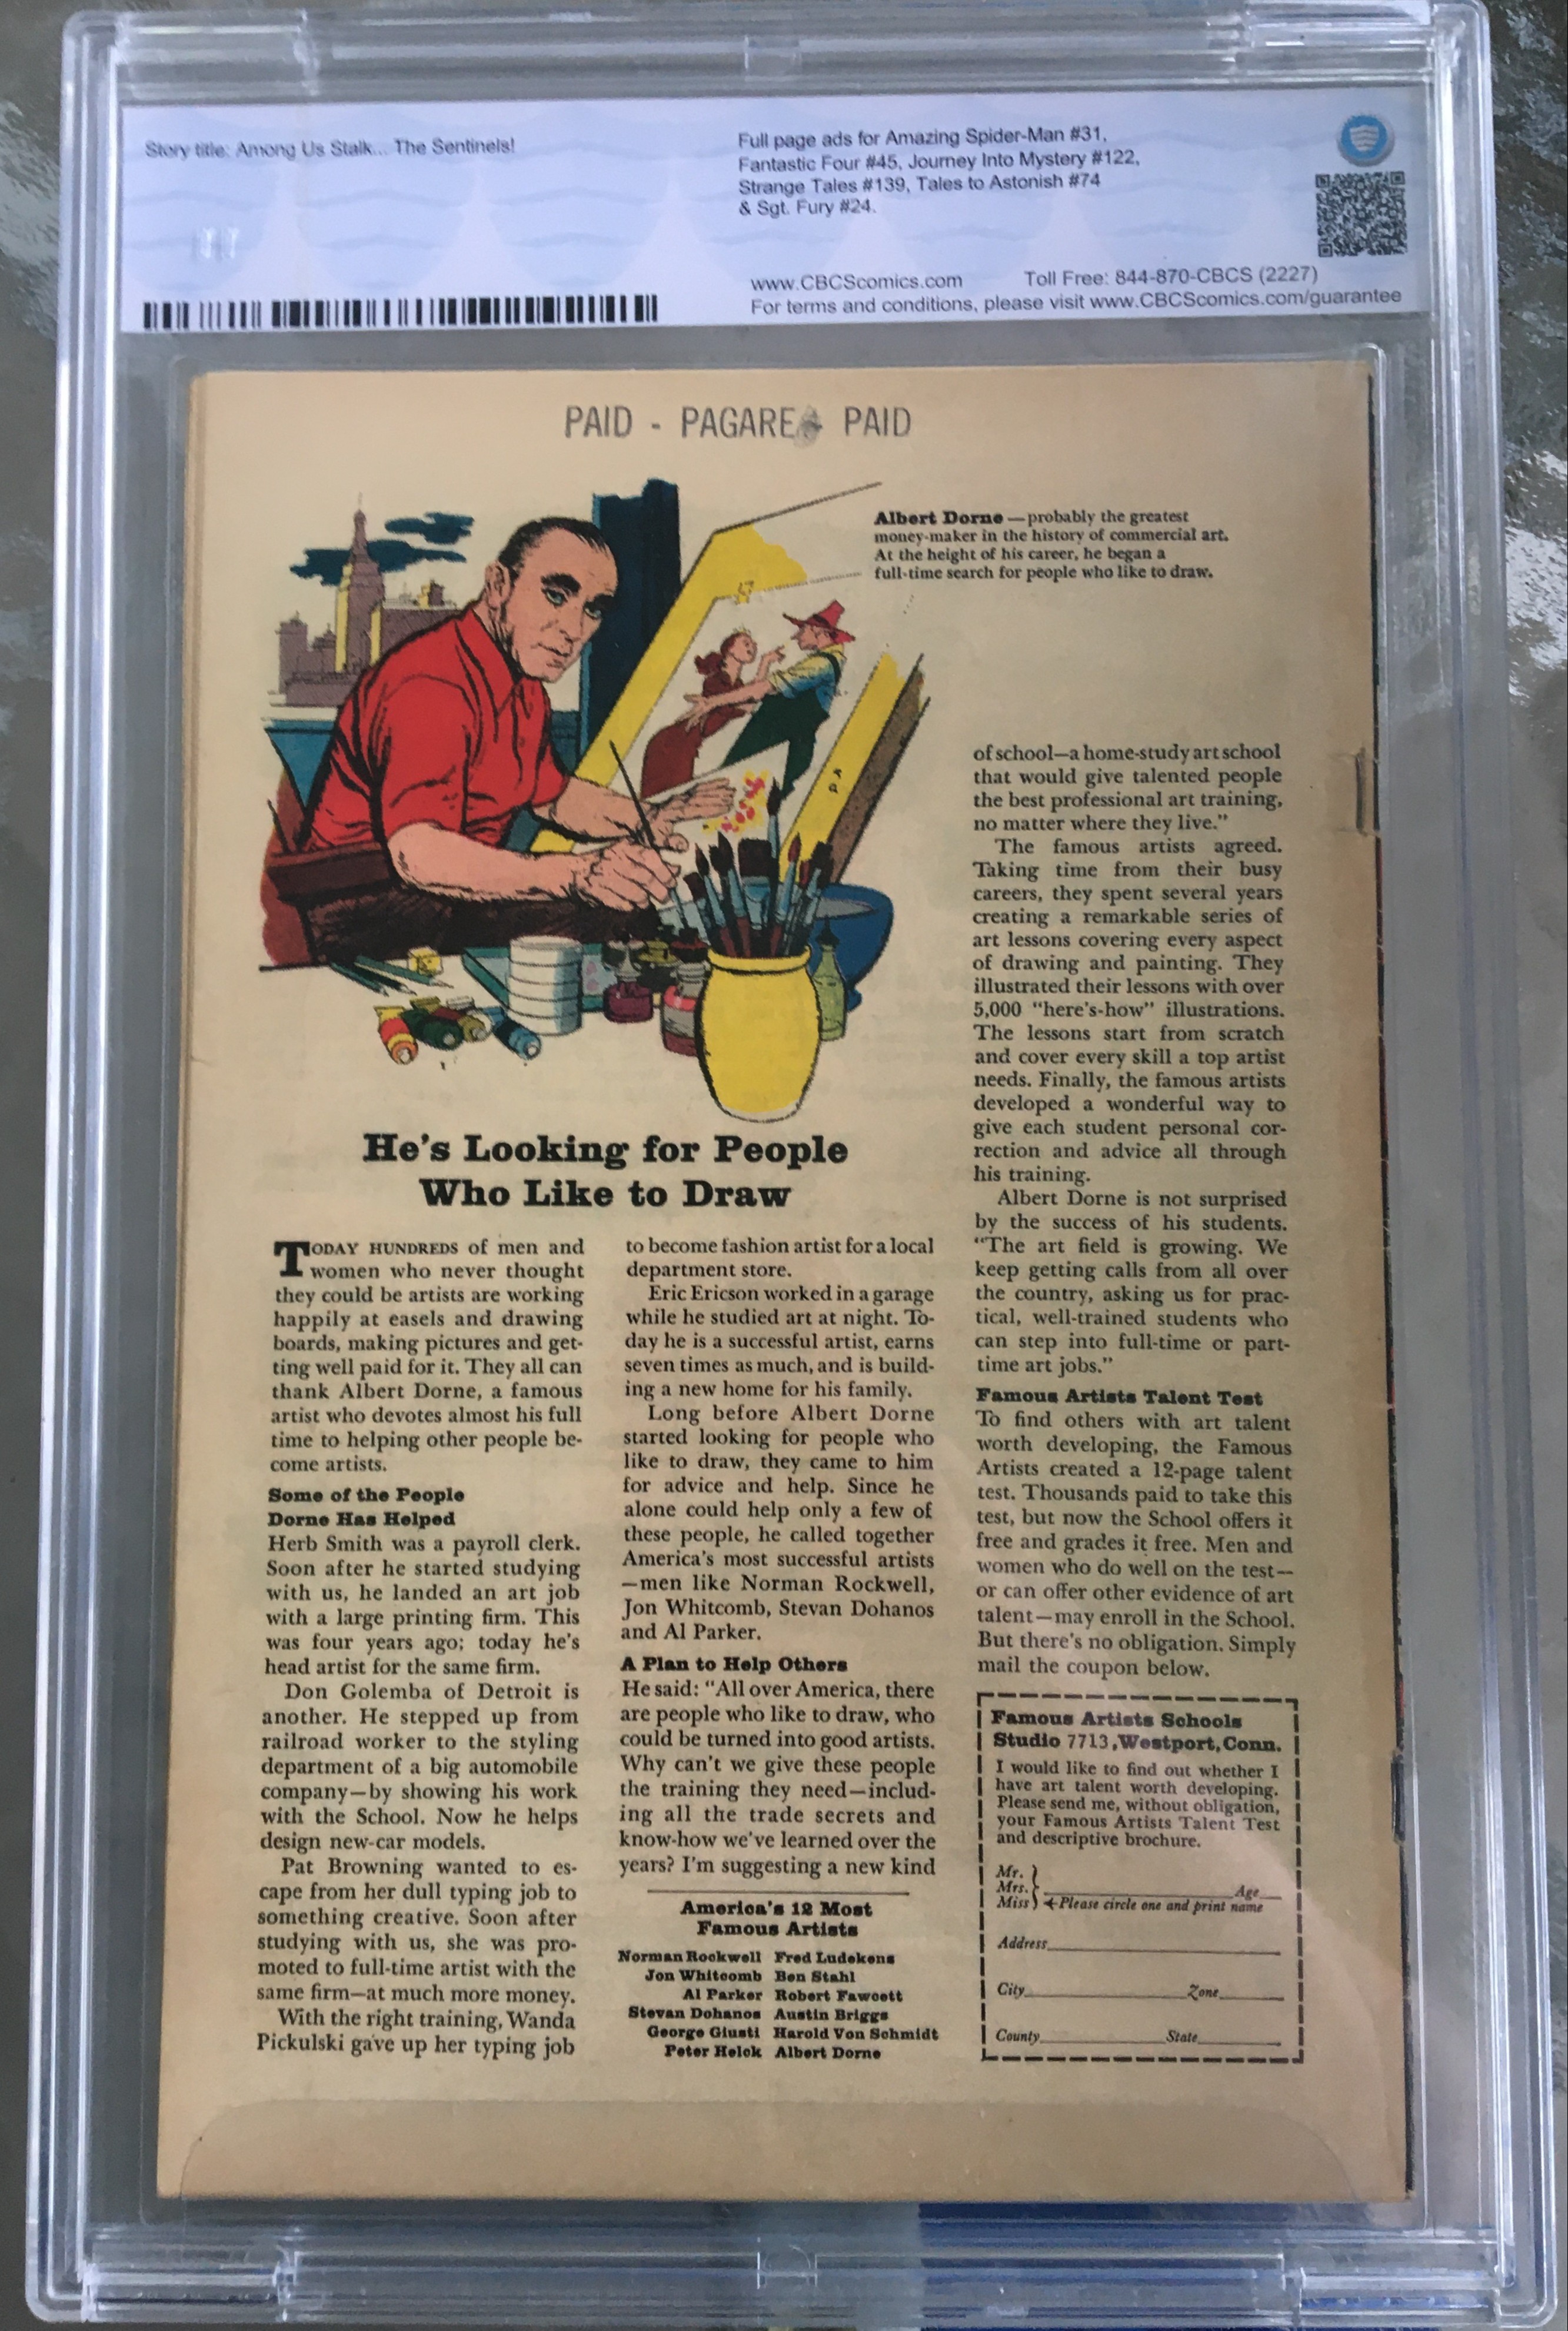 Story title: Among Us Stalk... The Sentinels!
Full page ads for Amazing Spider-Man #31,
Fantastic Four #45, Journey Into Mystery #122,
Strange Tales #139, Tales to Astonish #74
& Sgt. Fury #24.
www.CBCScomics.com Toll Free: 844-870-CBCS (2227)
For terms and conditions, please visit www.CBCScomics.com/guarantee
PAID - PAGARE PAID
Albert Dorne — probably the greatest
money-maker in the history of commercial art.
At the height of his career, he began a
full-time search for people who like to draw.
He's Looking for People
Who Like to Draw
TODAY HUNDREDS of men and
women who never thought
they could be artists are working
happily at easels and drawing
boards, making pictures and get-
ting well paid for it. They all can
thank Albert Dorne, a famous
artist who devotes almost his full
time to helping other people be-
come artists.
Some of the People
Dorne Has Helped
Herb Smith was a payroll clerk.
Soon after he started studying
with us, he landed an art job
with a large printing firm. This
was four years ago; today he's
head artist for the same firm.
Don Golemba of Detroit is
another. He stepped up from
railroad worker to the styling
department of a big automobile
company—by showing his work
with the School. Now he helps
design new-car models.
Pat Browning wanted to es-
cape from her dull typing job to
something creative. Soon after
studying with us, she was pro-
moted to full-time artist with the
same firm—at much more money.
With the right training, Wanda
Pickulski gave up her typing job
to become fashion artist for a local
department store.
Eric Ericson worked in a garage
while he studied art at night. To-
day he is a successful artist, earns
seven times as much, and is build-
ing a new home for his family.
Long before Albert Dorne
started looking for people who
like to draw, they came to him
for advice and help. Since he
alone could help only a few of
these people, he called together
America's most successful artists
—men like Norman Rockwell,
Jon Whitcomb, Stevan Dohanos
and Al Parker.
A Plan to Help Others
He said: "All over America, there
are people who like to draw, who
could be turned into good artists.
Why can't we give these people
the training they need—includ-
ing all the trade secrets and
know-how we've learned over the
years? I'm suggesting a new kind
America's 12 Most
Famous Artists
Norman Rockwell Fred Ludekens
Jon Whitcomb Ben Stahl
Al Parker Robert Fawcett
Stevan Dohanos Austin Briggs
George Giusti Harold Von Schmidt
Peter Helck Albert Dorne
of school—a home-study art school
that would give talented people
the best professional art training,
no matter where they live."
The famous artists agreed.
Taking time from their busy
careers, they spent several years
creating a remarkable series of
art lessons covering every aspect
of drawing and painting. They
illustrated their lessons with over
5,000 "here's-how" illustrations.
The lessons start from scratch
and cover every skill a top artist
needs. Finally, the famous artists
developed a wonderful way to
give each student personal cor-
rection and advice all through
his training.
Albert Dorne is not surprised
by the success of his students.
"The art field is growing. We
keep getting calls from all over
the country, asking us for prac-
tical, well-trained students who
can step into full-time or part-
time art jobs."
Famous Artists Talent Test
To find others with art talent
worth developing, the Famous
Artists created a 12-page talent
test. Thousands paid to take this
test, but now the School offers it
free and grades it free. Men and
women who do well on the test—
or can offer other evidence of art
talent—may enroll in the School.
But there's no obligation. Simply
mail the coupon below.
Famous Artists Schools
Studio 7713, Westport, Conn.
I would like to find out whether I
have art talent worth developing.
Please send me, without obligation,
your Famous Artists Talent Test
and descriptive brochure.
Mr.
Mrs. Age
Miss Please circle one and print name
Address
City Zone
County State